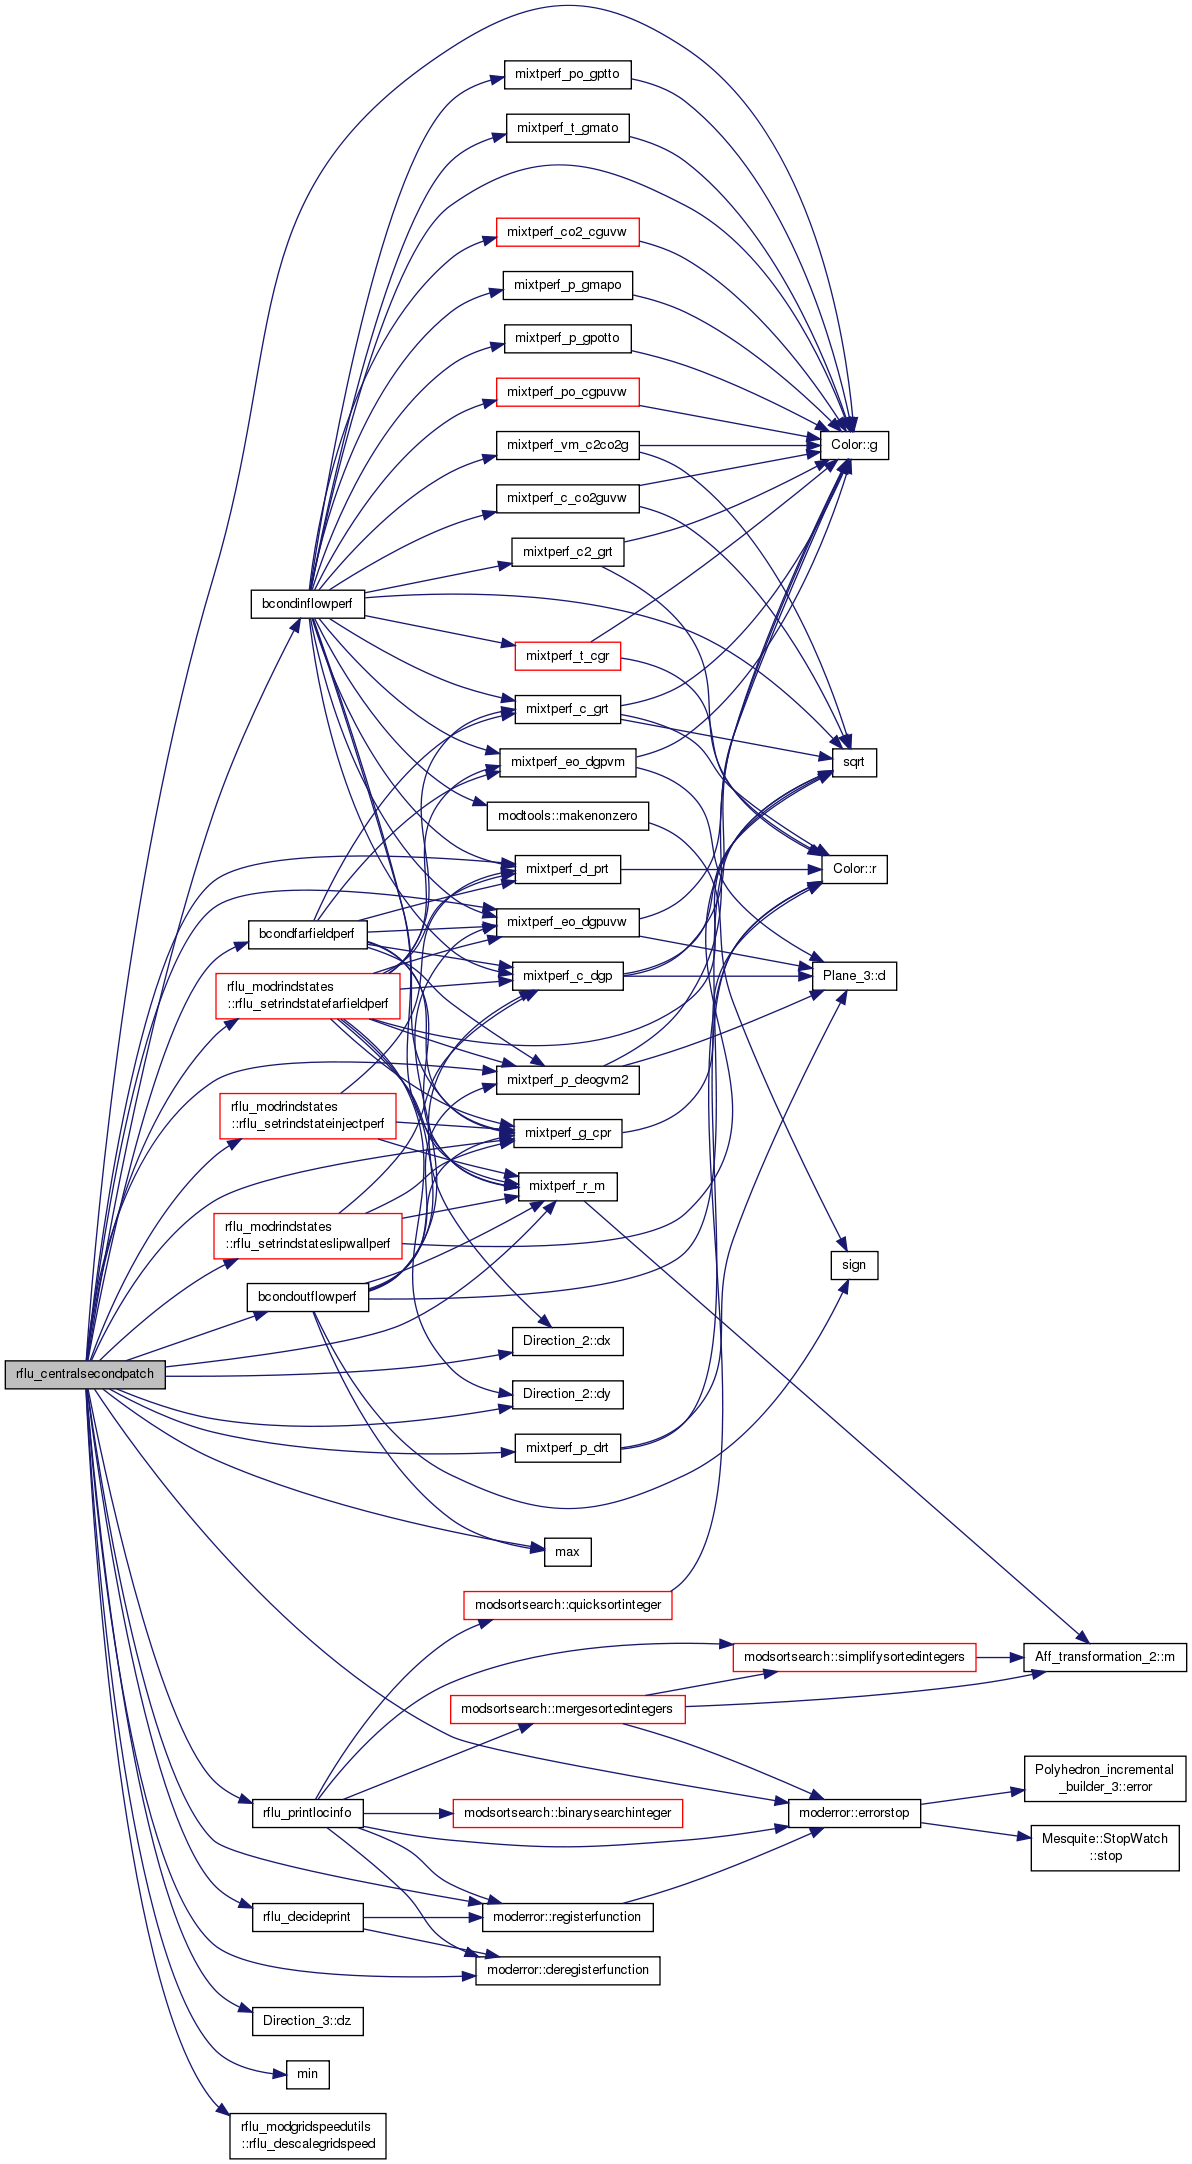 mixtperf_po_gptto
mixtperf_t_gmato
mixtperf_co2_cguvw
mixtperf_p_gmapo
mixtperf_p_gpotto
mixtperf_po_cgpuvw
Color::g
mixtperf_vm_c2co2g
mixtperf_c_co2guvw
mixtperf_c2_grt
bcondinflowperf
mixtperf_t_cgr
mixtperf_c_grt
mixtperf_eo_dgpvm
sqrt
modtools::makenonzero
mixtperf_d_prt
Color::r
mixtperf_eo_dgpuvw
bcondfarfieldperf
mixtperf_c_dgp
Plane_3::d
rflu_modrindstates
::rflu_setrindstatefarfieldperf
mixtperf_p_deogvm2
rflu_modrindstates
::rflu_setrindstateinjectperf
mixtperf_g_cpr
mixtperf_r_m
rflu_modrindstates
::rflu_setrindstateslipwallperf
sign
bcondoutflowperf
Direction_2::dx
rflu_centralsecondpatch
Direction_2::dy
mixtperf_p_drt
max
modsortsearch::quicksortinteger
modsortsearch::simplifysortedintegers
Aff_transformation_2::m
modsortsearch::mergesortedintegers
Polyhedron_incremental
_builder_3::error
rflu_printlocinfo
modsortsearch::binarysearchinteger
moderror::errorstop
Mesquite::StopWatch
::stop
rflu_decideprint
moderror::registerfunction
moderror::deregisterfunction
Direction_3::dz
min
rflu_modgridspeedutils
::rflu_descalegridspeed